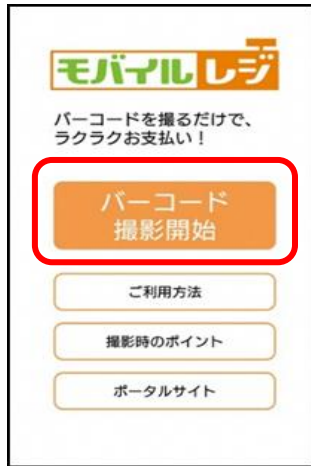 モバイルレジ
バーコードを撮るだけで、
ラクラクお支払い！
バーコード
撮影開始
ご利用方法
撮影時のポイント
ポータルサイト